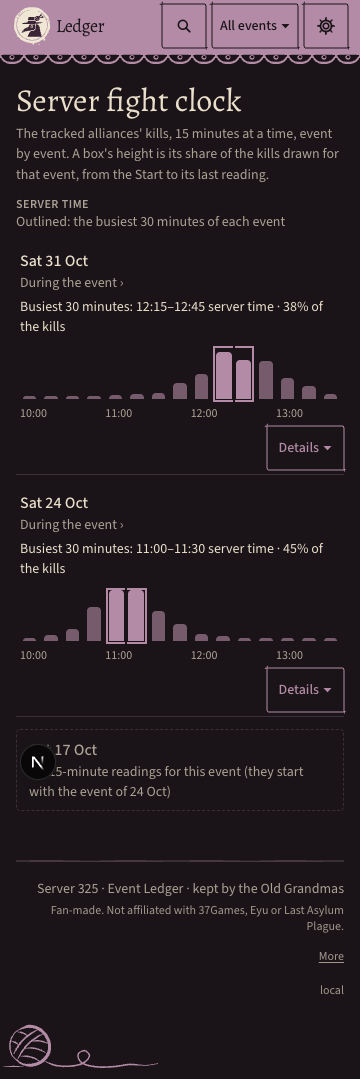 Ledger
All events
Server fight clock
The tracked alliances' kills, 15 minutes at a time, event
by event. A box's height is its share of the kills drawn for
that event, from the Start to its last reading.
SERVER TIME
Outlined: the busiest 30 minutes of each event
Sat 31 Oct
During the event ›
Busiest 30 minutes: 12:15–12:45 server time · 38% of
the kills
10:00 11:00 12:00 13:00
Details
Sat 24 Oct
During the event ›
Busiest 30 minutes: 11:00–11:30 server time · 45% of
the kills
10:00 11:00 12:00 13:00
Details
17 Oct
15-minute readings for this event (they start
with the event of 24 Oct)
Server 325 · Event Ledger · kept by the Old Grandmas
Fan-made. Not affiliated with 37Games, Eyu or Last Asylum
Plague.
More
local